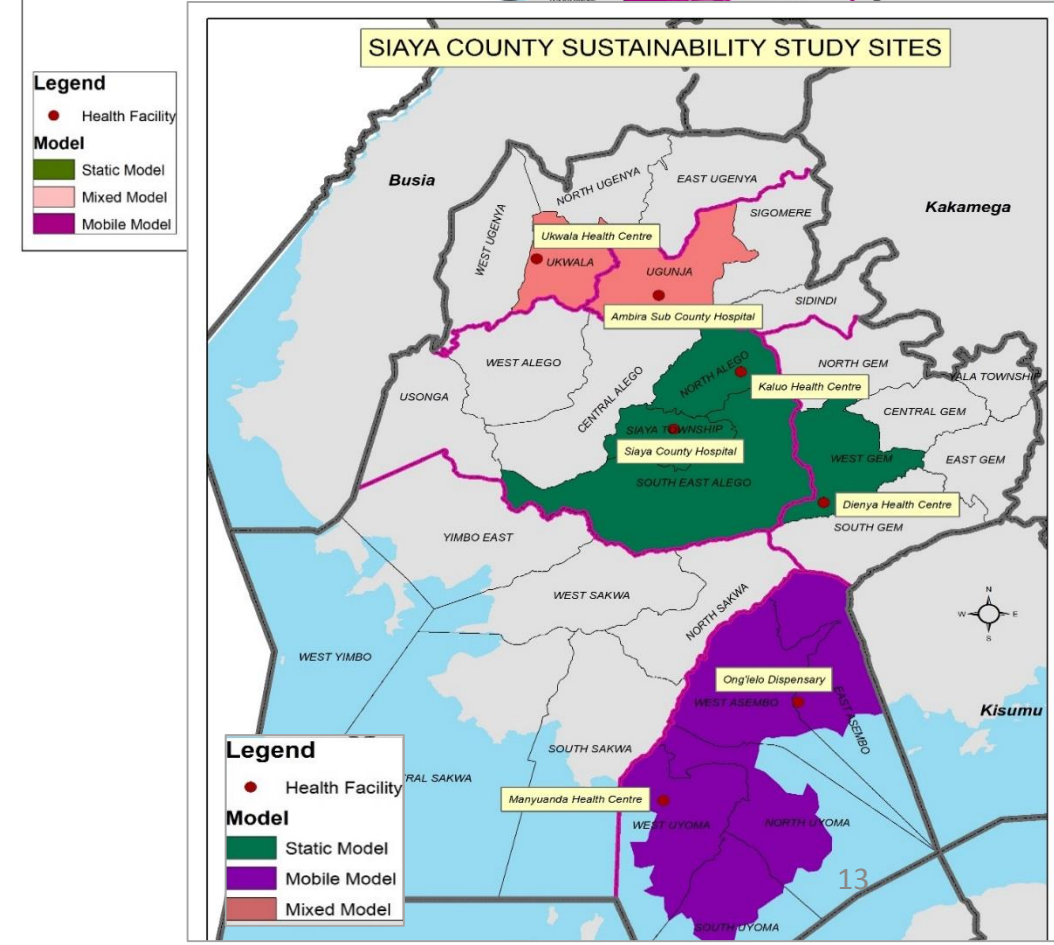 SIAYA COUNTY SUSTAINABILITY STUDY SITES
Legend
Health Facility
Model
Static Model
Mixed Model
Mobile Model
Busia
NORTH UGENYA
EAST UGENYA
SIGOMERE
Kakamega
WEST UGENYA
Ukwala Health Centre
UKWALA
UGUNJA
SIDINDI
Ambira Sub County Hospital
WEST ALEGO
NORTH GEM
YALA TOWNSHIP
USONGA
CENTRAL ALEGO
NORTH ALEGO
Kaluo Health Centre
CENTRAL GEM
SIAYA TOWNSHIP
Siaya County Hospital
WEST GEM
EAST GEM
SOUTH EAST ALEGO
Dienya Health Centre
SOUTH GEM
YIMBO EAST
WEST SAKWA
NORTH SAKWA
N
W
E
S
WEST YIMBO
Ong'ielo Dispensary
WEST ASEMBO
EAST ASEMBO
Kisumu
SOUTH SAKWA
RAL SAKWA
Manyuanda Health Centre
WEST UYOMA
NORTH UYOMA
SOUTH UYOMA
13
Legend
Health Facility
Model
Static Model
Mobile Model
Mixed Model